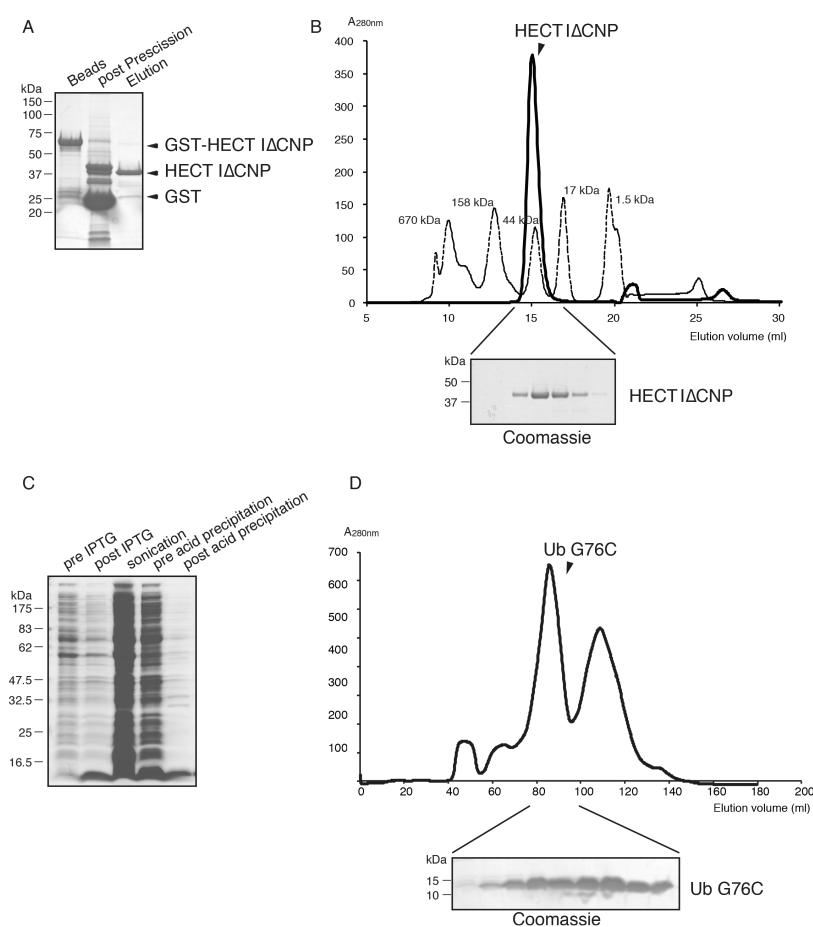 A
Beads
post Prescission
Elution
kDa
150
100
75
50
37
25
20
GST-HECT I∆CNP
HECT I∆CNP
GST
B
A280nm
HECT I∆CNP
400
350
300
250
200
150
100
50
0
670 kDa
158 kDa
44 kDa
17 kDa
1.5 kDa
5 10 15 20 25 30
Elution volume (ml)
kDa
50
37
HECT I∆CNP
Coomassie
C
pre IPTG
post IPTG
sonication
pre acid precipitation
post acid precipitation
kDa
175
83
62
47.5
32.5
25
16.5
D
A280nm
Ub G76C
700
600
500
400
300
200
100
0 20 40 60 80 100 120 140 160 180 200
Elution volume (ml)
kDa
15
10
Ub G76C
Coomassie